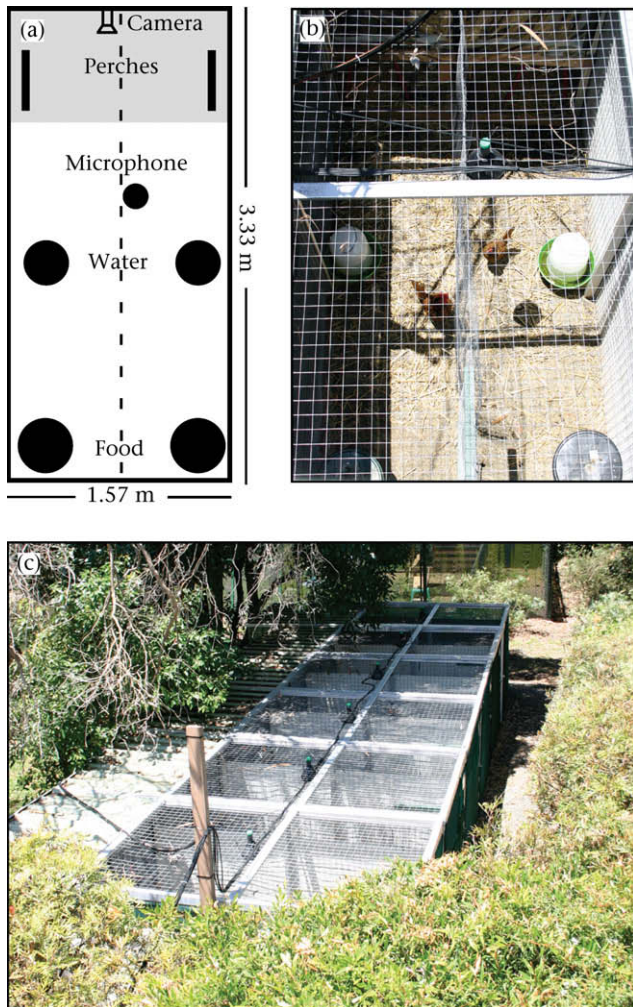 (a)
Camera
Perches
Microphone
Water
Food
3.33 m
1.57 m
(b)
(c)